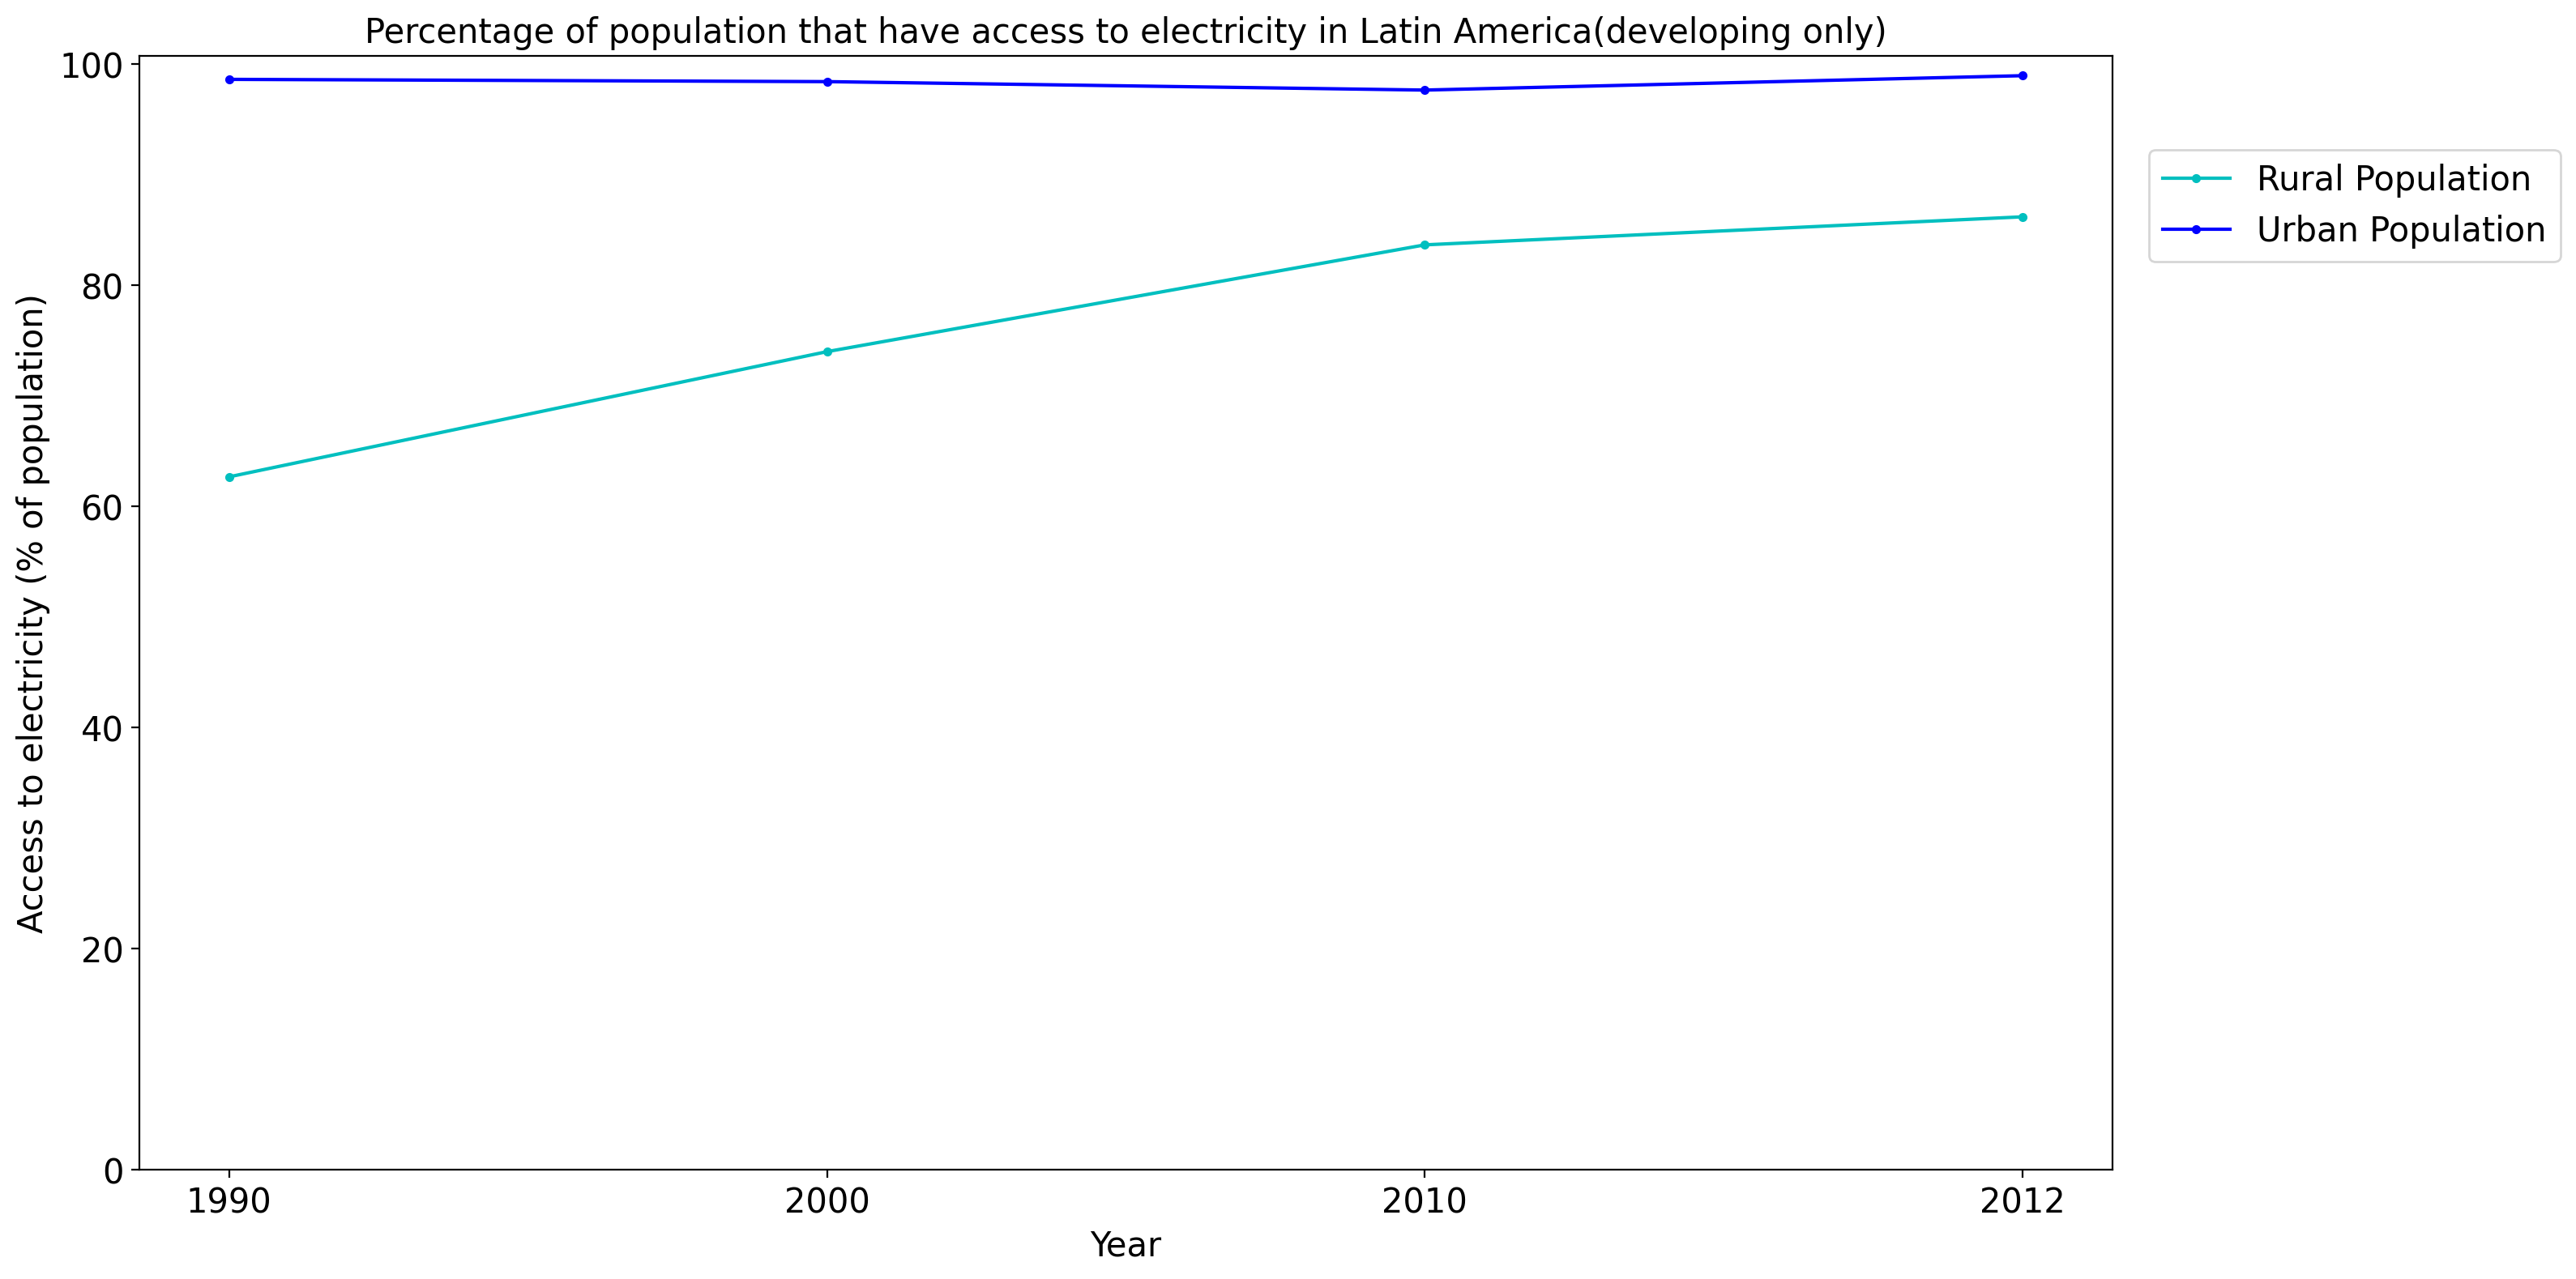 Percentage of population that have access to electricity in Latin America(developing only)
100
80
60
40
20
0
Access to electricity (% of population)
1990
2000
2010
2012
Year
Rural Population
Urban Population